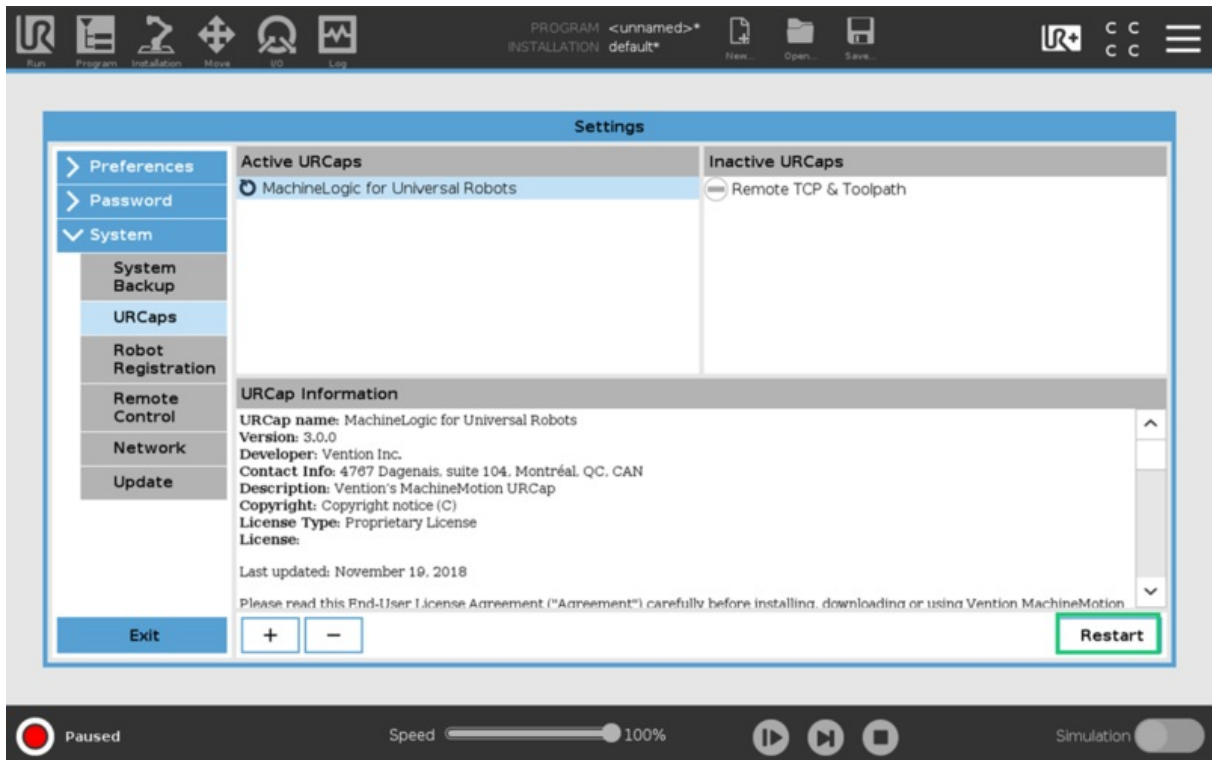 PROGRAM <unnamed>*
INSTALLATION default*
UR+
C C
C C
Run
Program
Installation
Move
I/O
Log
New...
Open...
Save...
Settings
Preferences
Password
System
System
Backup
URCaps
Robot
Registration
Remote
Control
Network
Update
Exit
Active URCaps
MachineLogic for Universal Robots
Inactive URCaps
Remote TCP & Toolpath
URCap Information
URCap name: MachineLogic for Universal Robots
Version: 3.0.0
Developer: Vention Inc.
Contact Info: 4767 Dagenais, suite 104, Montréal, QC, CAN
Description: Vention's MachineMotion URCap
Copyright: Copyright notice (C)
License Type: Proprietary License
License:
Last updated: November 19, 2018
Please read this End-User License Agreement ("Agreement") carefully before installing, downloading or using Vention MachineMotion
+
−
Restart
Paused
Speed
100%
Simulation